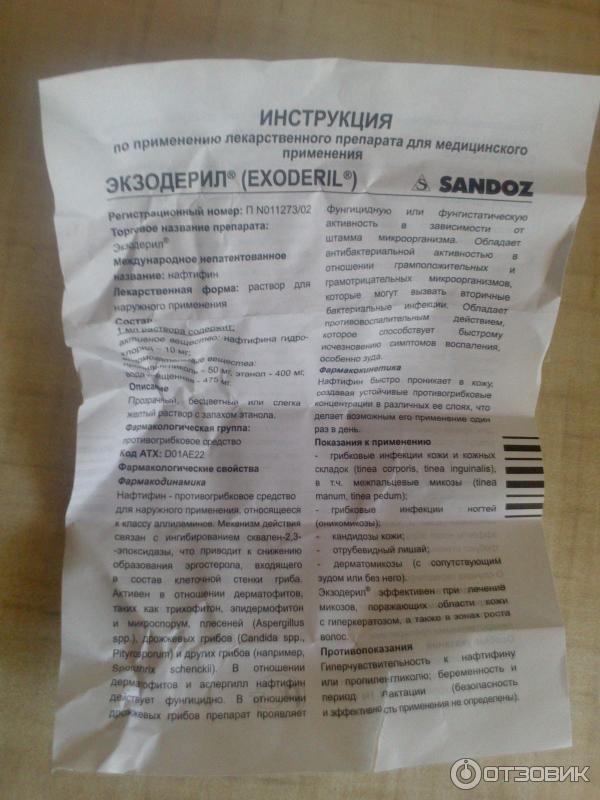 ИНСТРУКЦИЯ
по применению лекарственного препарата для медицинского
применения
ЭКЗОДЕРИЛ® (EXODERIL®)
SANDOZ
Регистрационный номер: П N011273/02
Торговое название препарата:
Экзодерил®
Международное непатентованное
название: нафтифин
Лекарственная форма: раствор для
наружного применения
Состав
1 мл раствора содержит:
активное вещество: нафтифина гидро-
хлорид – 10 мг;
вспомогательные вещества:
пропиленгликоль - 50 мг, этанол - 400 мг,
вода очищенная - 475 мг.
Описание
Прозрачный, бесцветный или слегка
желтый раствор с запахом этанола.
Фармакологическая группа:
противогрибковое средство
Код АТХ: D01AE22
Фармакологические свойства
Фармакодинамика
Нафтифин - противогрибковое средство
для наружного применения, относящееся
к классу аллиламинов. Механизм действия
связан с ингибированием сквален-2,3-
-эпоксидазы, что приводит к снижению
образования эргостерола, входящего
в состав клеточной стенки гриба.
Активен в отношении дерматофитов,
таких как трихофитон, эпидермофитон
и микроспорум, плесеней (Aspergillus
spp.), дрожжевых грибов (Candida spp.,
Pityrosporum) и других грибов (например,
Sporothrix schenckii). В отношении
дерматофитов и аспергилл нафтифин
действует фунгицидно. В отношении
дрожжевых грибов препарат проявляет
фунгицидную или фунгистатическую
активность в зависимости от
штамма микроорганизма. Обладает
антибактериальной активностью в
отношении грамположительных и
грамотрицательных микроорганизмов,
которые могут вызвать вторичные
бактериальные инфекции. Обладает
противовоспалительным действием,
которое способствует быстрому
исчезновению симптомов воспаления,
особенно зуда.
Фармакокинетика
Нафтифин быстро проникает в кожу,
создавая устойчивые противогрибковые
концентрации в различных ее слоях, что
делает возможным его применение один
раз в день.
Показания к применению
- грибковые инфекции кожи и кожных
складок (tinea corporis, tinea inguinalis),
в т.ч. межпальцевые микозы (tinea
manum, tinea pedum);
- грибковые инфекции ногтей
(онихомикозы);
- кандидозы кожи;
- отрубевидный лишай;
- дерматомикозы (с сопутствующим
зудом или без него).
Экзодерил® эффективен при лечении
микозов, поражающих области кожи
с гиперкератозом, а также в зонах роста
волос.
Противопоказания
Гиперчувствительность к нафтифину
или пропиленгликолю; беременность и
период лактации (безопасность
и эффективность применения не определены).
ОТЗОВИК